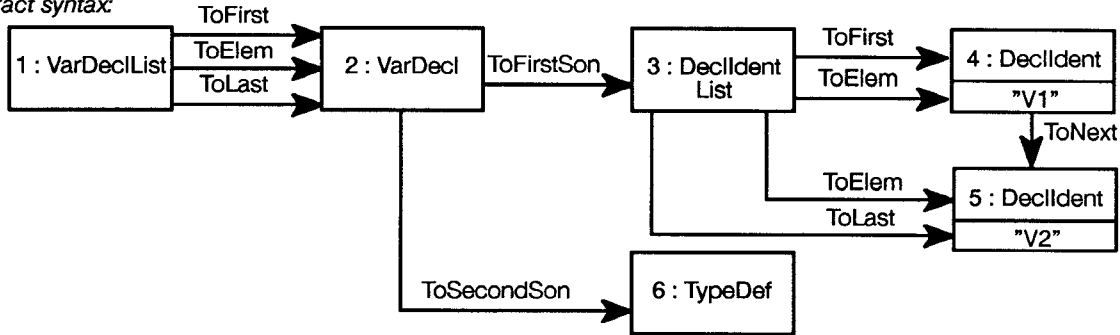 ract syntax:
ToFirst
ToElem
ToLast
1 : VarDeclList
2 : VarDecl
ToFirstSon
3 : DeclIdent
List
ToFirst
ToElem
4 : DeclIdent
"V1"
ToNext
ToElem
ToLast
5 : DeclIdent
"V2"
ToSecondSon
6 : TypeDef